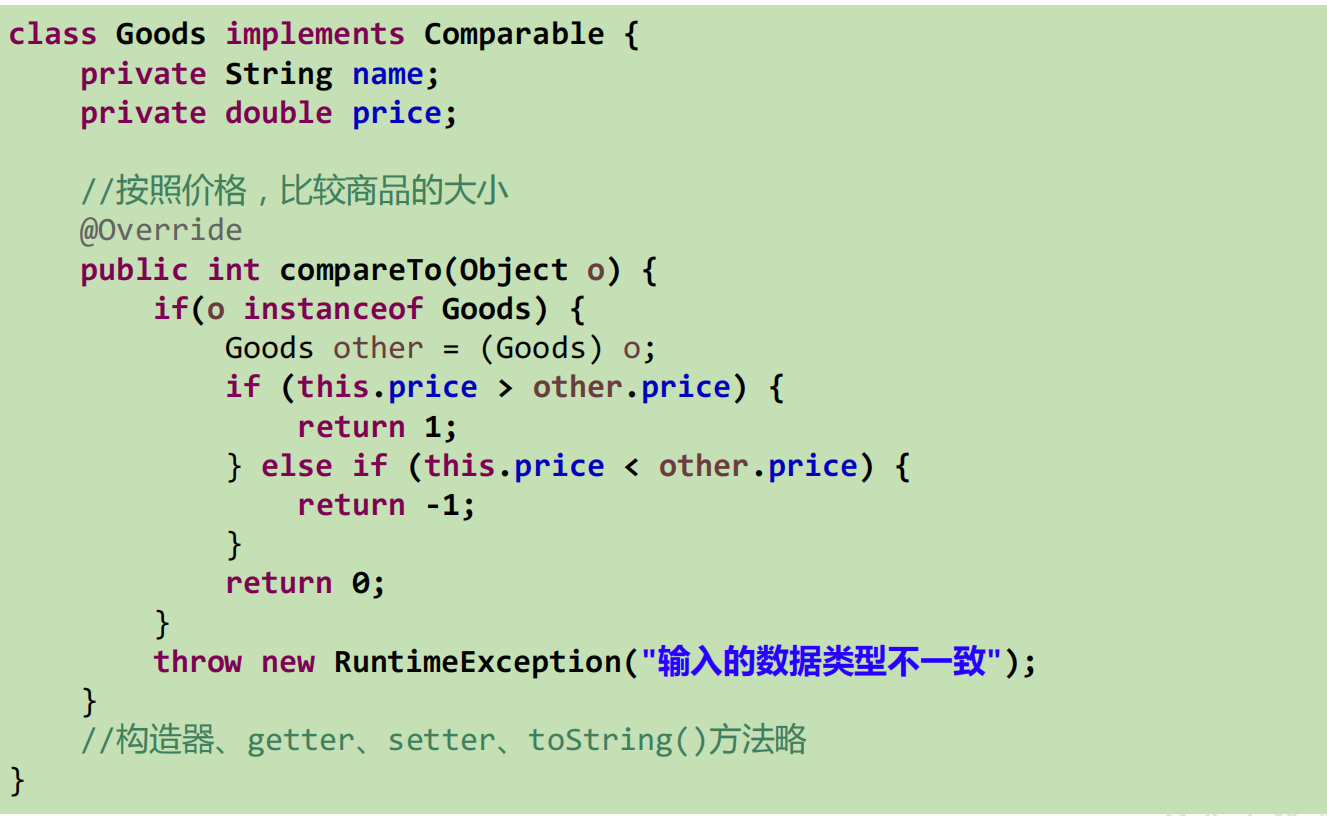 class Goods implements Comparable {
    private String name;
    private double price;
    //按照价格，比较商品的大小
    @Override
    public int compareTo(Object o) {
        if(o instanceof Goods) {
            Goods other = (Goods) o;
            if (this.price > other.price) {
                return 1;
            } else if (this.price < other.price) {
                return -1;
            }
            return 0;
        }
        throw new RuntimeException("输入的数据类型不一致");
    }
    //构造器、getter、setter、toString()方法略
}